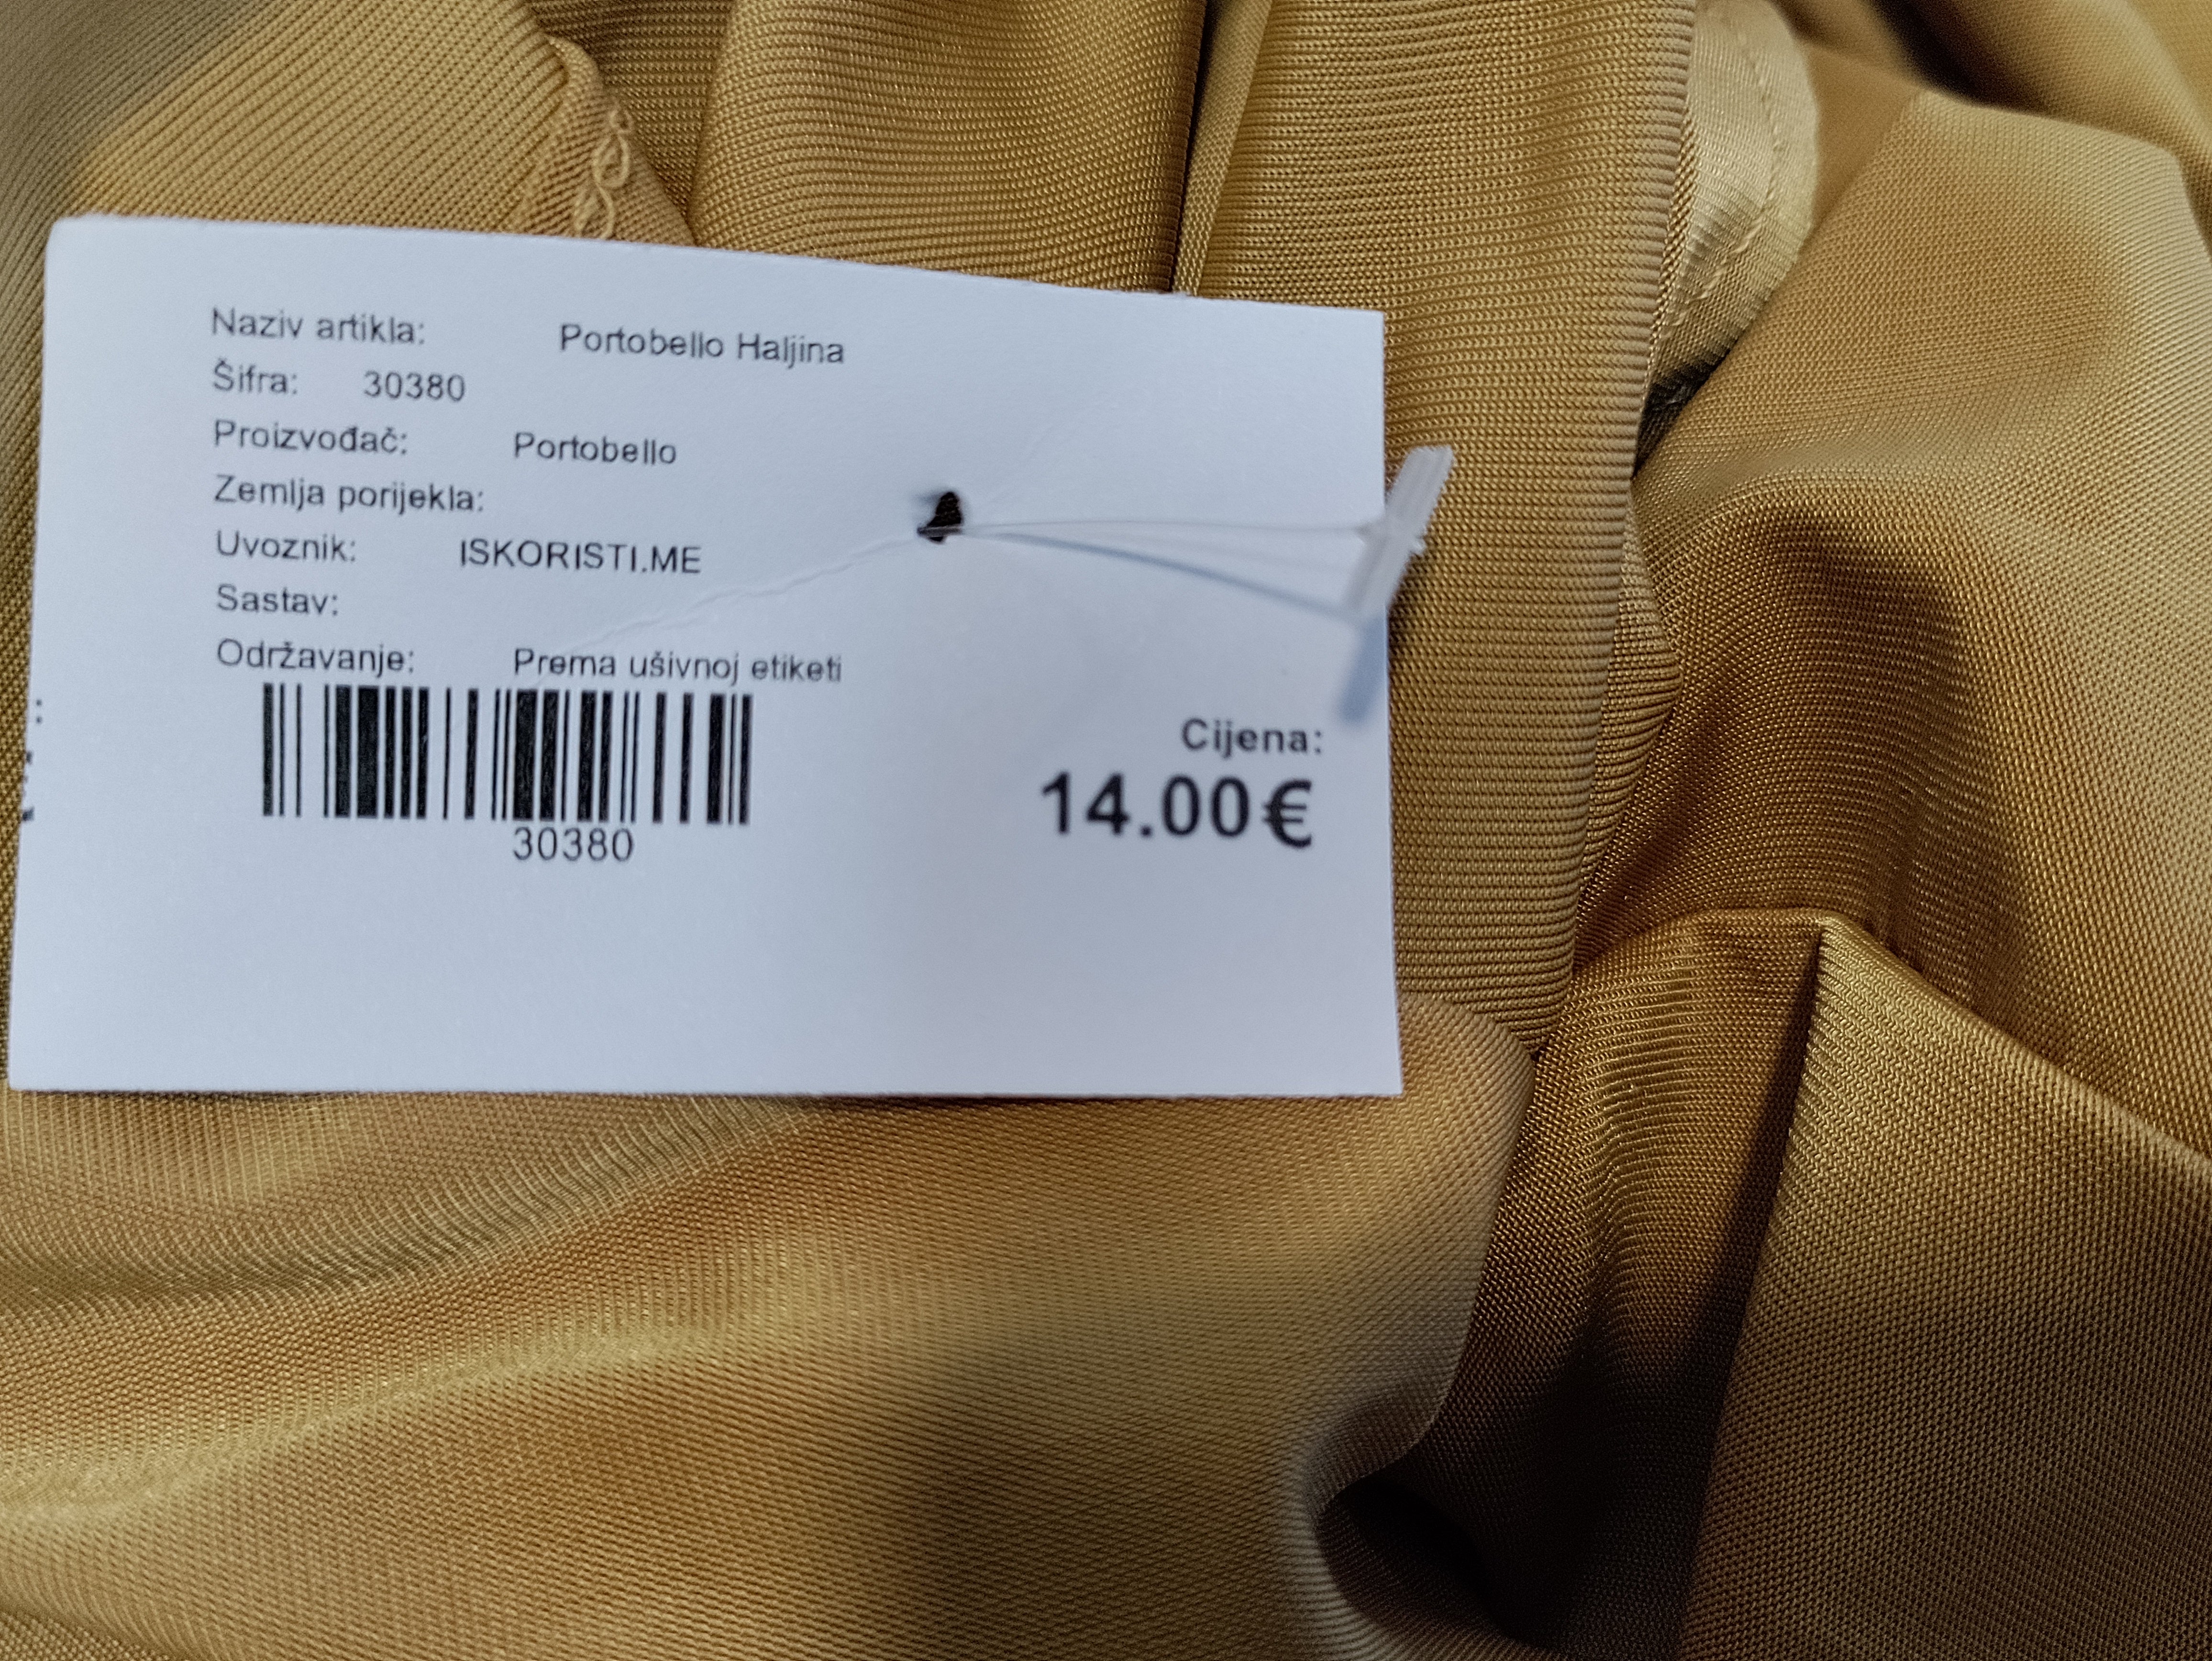 Naziv artikla: Portobello Haljina
Šifra: 30380
Proizvođač: Portobello
Zemlja porijekla:
Uvoznik: ISKORISTI.ME
Sastav:
Održavanje: Prema ušivnoj etiketi
30380
Cijena:
14.00€